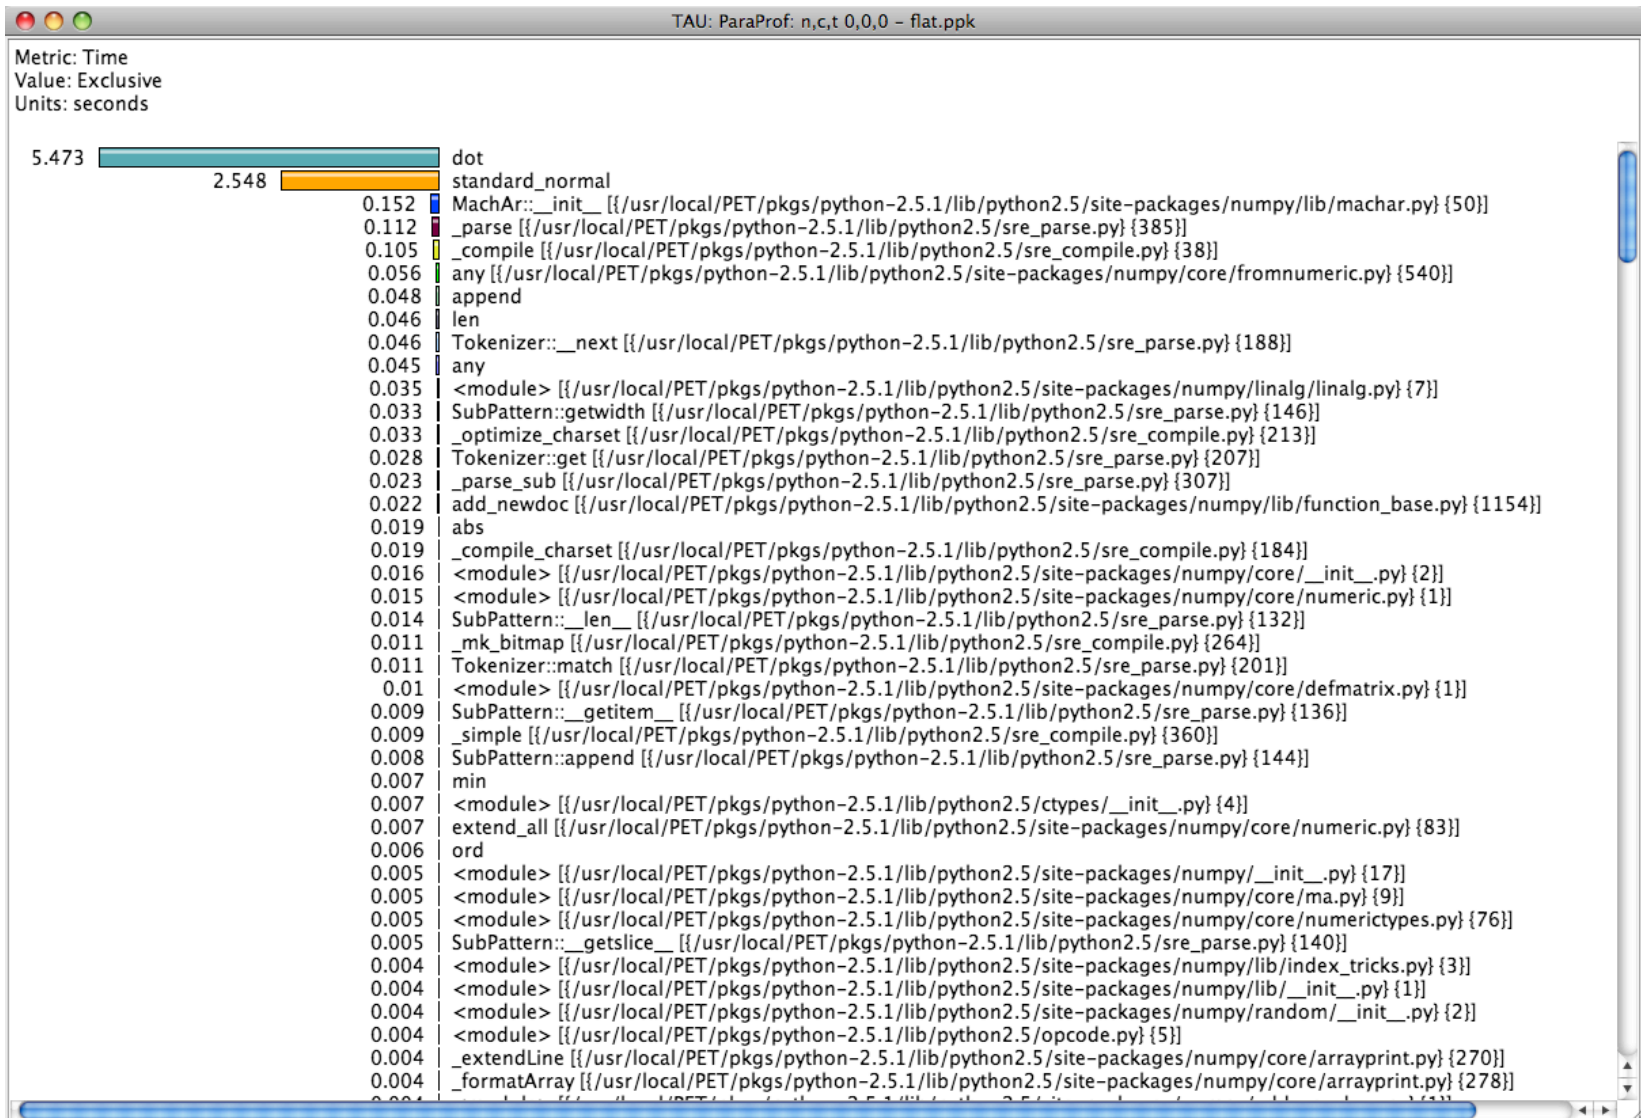 TAU: ParaProf: n,c,t 0,0,0 – flat.ppk
Metric: Time
Value: Exclusive
Units: seconds
5.473 dot
2.548 standard_normal
0.152 MachAr::__init__ [{/usr/local/PET/pkgs/python-2.5.1/lib/python2.5/site-packages/numpy/lib/machar.py} {50}]
0.112 _parse [{/usr/local/PET/pkgs/python-2.5.1/lib/python2.5/sre_parse.py} {385}]
0.105 _compile [{/usr/local/PET/pkgs/python-2.5.1/lib/python2.5/sre_compile.py} {38}]
0.056 any [{/usr/local/PET/pkgs/python-2.5.1/lib/python2.5/site-packages/numpy/core/fromnumeric.py} {540}]
0.048 append
0.046 len
0.046 Tokenizer::__next [{/usr/local/PET/pkgs/python-2.5.1/lib/python2.5/sre_parse.py} {188}]
0.045 any
0.035 <module> [{/usr/local/PET/pkgs/python-2.5.1/lib/python2.5/site-packages/numpy/linalg/linalg.py} {7}]
0.033 SubPattern::getwidth [{/usr/local/PET/pkgs/python-2.5.1/lib/python2.5/sre_parse.py} {146}]
0.033 _optimize_charset [{/usr/local/PET/pkgs/python-2.5.1/lib/python2.5/sre_compile.py} {213}]
0.028 Tokenizer::get [{/usr/local/PET/pkgs/python-2.5.1/lib/python2.5/sre_parse.py} {207}]
0.023 _parse_sub [{/usr/local/PET/pkgs/python-2.5.1/lib/python2.5/sre_parse.py} {307}]
0.022 add_newdoc [{/usr/local/PET/pkgs/python-2.5.1/lib/python2.5/site-packages/numpy/lib/function_base.py} {1154}]
0.019 abs
0.019 _compile_charset [{/usr/local/PET/pkgs/python-2.5.1/lib/python2.5/sre_compile.py} {184}]
0.016 <module> [{/usr/local/PET/pkgs/python-2.5.1/lib/python2.5/site-packages/numpy/core/__init__.py} {2}]
0.015 <module> [{/usr/local/PET/pkgs/python-2.5.1/lib/python2.5/site-packages/numpy/core/numeric.py} {1}]
0.014 SubPattern::__len__ [{/usr/local/PET/pkgs/python-2.5.1/lib/python2.5/sre_parse.py} {132}]
0.011 _mk_bitmap [{/usr/local/PET/pkgs/python-2.5.1/lib/python2.5/sre_compile.py} {264}]
0.011 Tokenizer::match [{/usr/local/PET/pkgs/python-2.5.1/lib/python2.5/sre_parse.py} {201}]
0.01 <module> [{/usr/local/PET/pkgs/python-2.5.1/lib/python2.5/site-packages/numpy/core/defmatrix.py} {1}]
0.009 SubPattern::__getitem__ [{/usr/local/PET/pkgs/python-2.5.1/lib/python2.5/sre_parse.py} {136}]
0.009 _simple [{/usr/local/PET/pkgs/python-2.5.1/lib/python2.5/sre_compile.py} {360}]
0.008 SubPattern::append [{/usr/local/PET/pkgs/python-2.5.1/lib/python2.5/sre_parse.py} {144}]
0.007 min
0.007 <module> [{/usr/local/PET/pkgs/python-2.5.1/lib/python2.5/ctypes/__init__.py} {4}]
0.007 extend_all [{/usr/local/PET/pkgs/python-2.5.1/lib/python2.5/site-packages/numpy/core/numeric.py} {83}]
0.006 ord
0.005 <module> [{/usr/local/PET/pkgs/python-2.5.1/lib/python2.5/site-packages/numpy/__init__.py} {17}]
0.005 <module> [{/usr/local/PET/pkgs/python-2.5.1/lib/python2.5/site-packages/numpy/core/ma.py} {9}]
0.005 <module> [{/usr/local/PET/pkgs/python-2.5.1/lib/python2.5/site-packages/numpy/core/numerictypes.py} {76}]
0.005 SubPattern::__getslice__ [{/usr/local/PET/pkgs/python-2.5.1/lib/python2.5/sre_parse.py} {140}]
0.004 <module> [{/usr/local/PET/pkgs/python-2.5.1/lib/python2.5/site-packages/numpy/lib/index_tricks.py} {3}]
0.004 <module> [{/usr/local/PET/pkgs/python-2.5.1/lib/python2.5/site-packages/numpy/lib/__init__.py} {1}]
0.004 <module> [{/usr/local/PET/pkgs/python-2.5.1/lib/python2.5/site-packages/numpy/random/__init__.py} {2}]
0.004 <module> [{/usr/local/PET/pkgs/python-2.5.1/lib/python2.5/opcode.py} {5}]
0.004 _extendLine [{/usr/local/PET/pkgs/python-2.5.1/lib/python2.5/site-packages/numpy/core/arrayprint.py} {270}]
0.004 _formatArray [{/usr/local/PET/pkgs/python-2.5.1/lib/python2.5/site-packages/numpy/core/arrayprint.py} {278}]